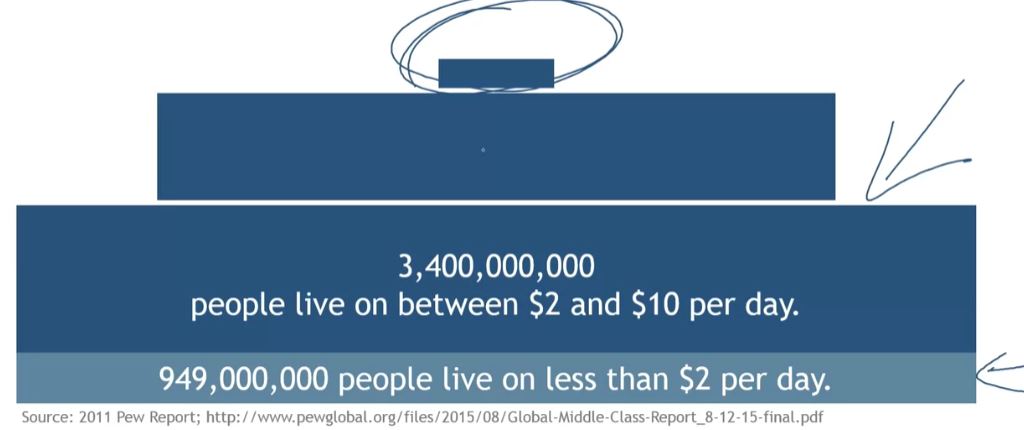 3,400,000,000
people live on between $2 and $10 per day.
949,000,000 people live on less than $2 per day.
Source: 2011 Pew Report; http://www.pewglobal.org/files/2015/08/Global-Middle-Class-Report_8-12-15-final.pdf